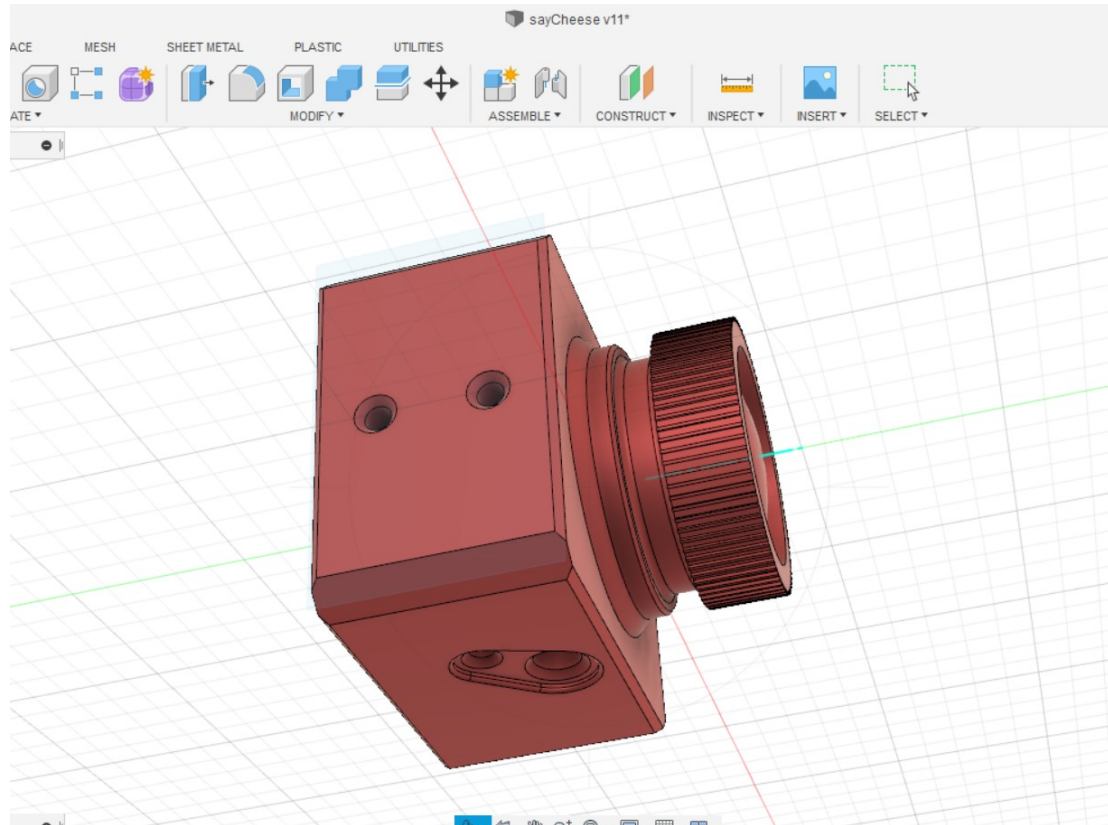 sayCheese v11*
ACE MESH SHEET METAL PLASTIC UTILITIES
ATE ▾ MODIFY ▾ ASSEMBLE ▾ CONSTRUCT ▾ INSPECT ▾ INSERT ▾ SELECT ▾